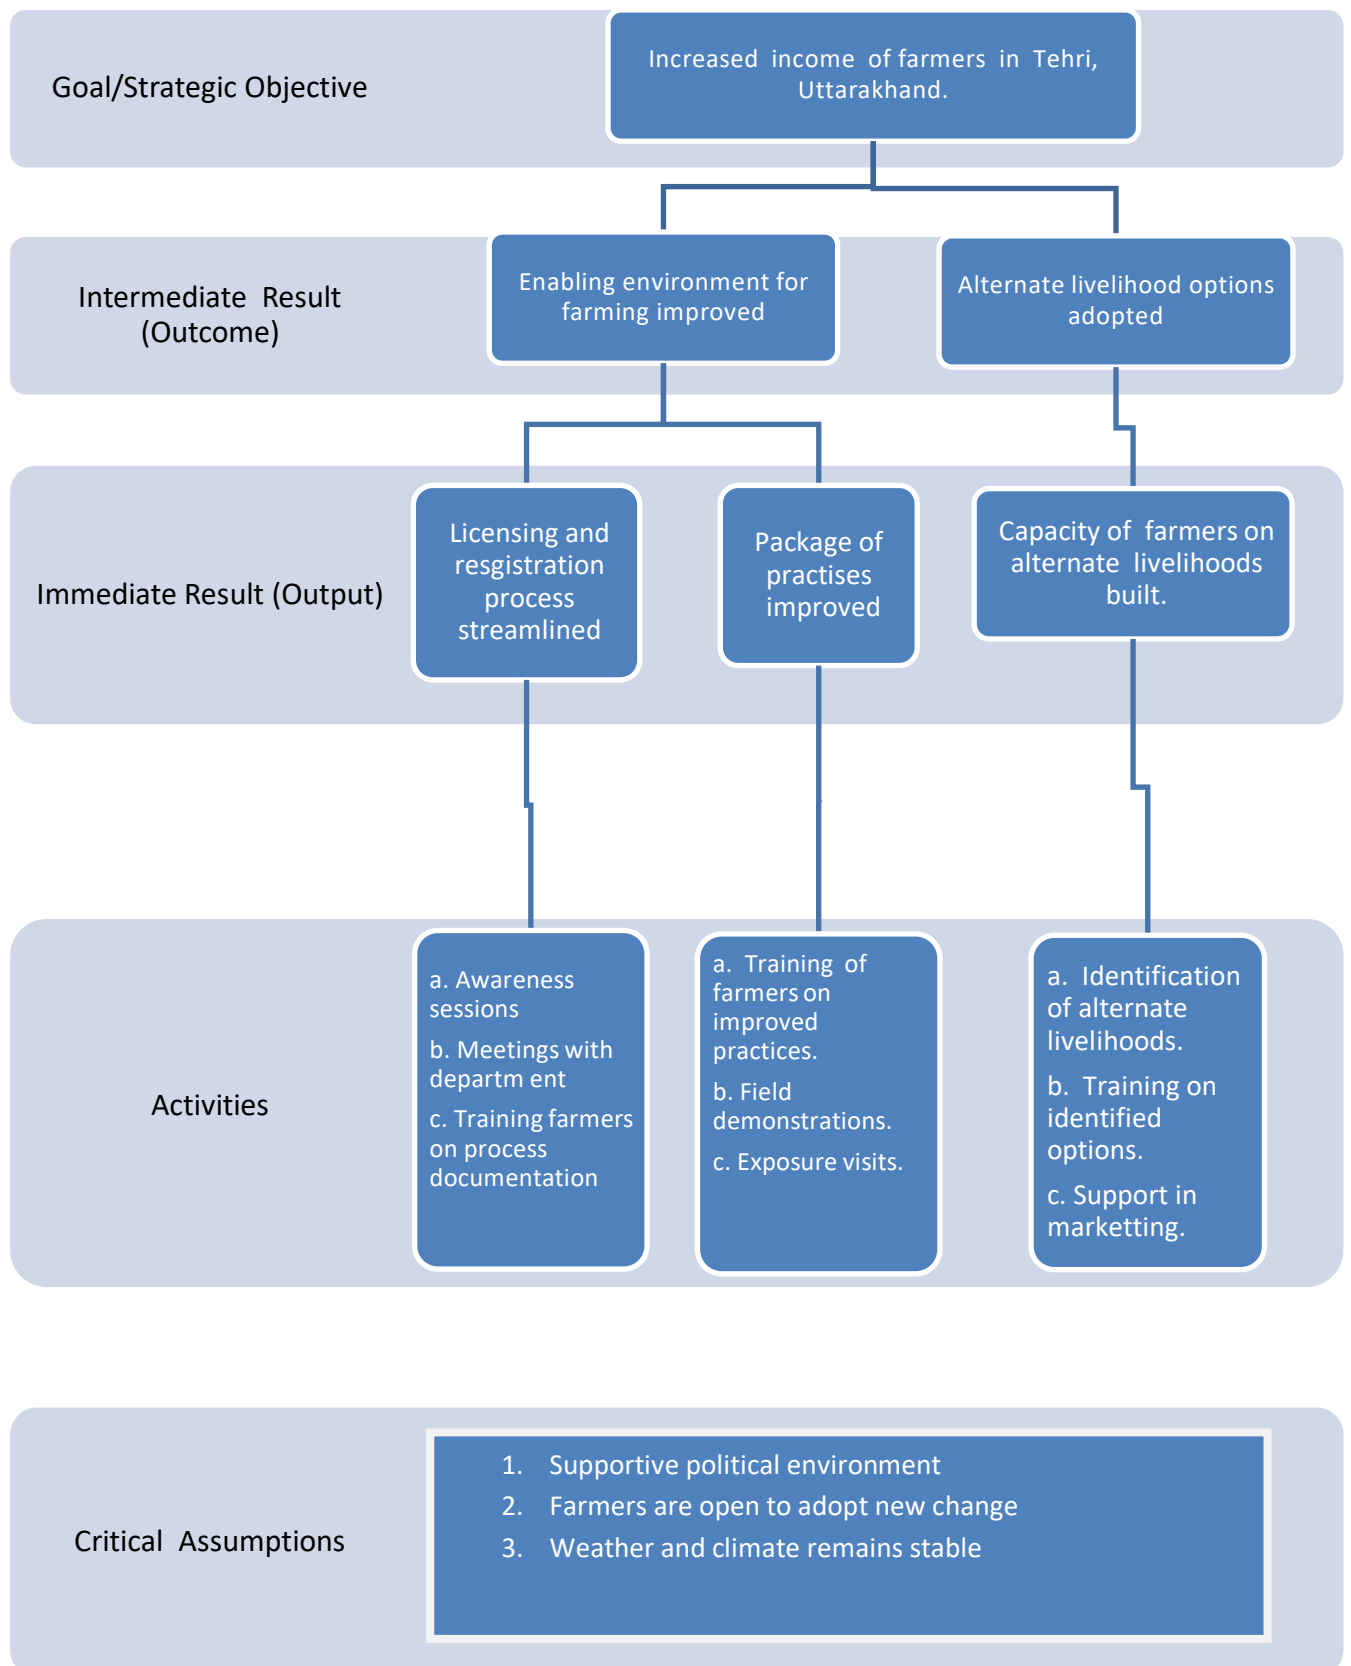 Goal/Strategic Objective
Increased income of farmers in Tehri,
Uttarakhand.
Intermediate Result
(Outcome)
Enabling environment for
farming improved
Alternate livelihood options
adopted
Immediate Result (Output)
Licensing and
resgistration
process
streamlined
Package of
practises
improved
Capacity of farmers on
alternate livelihoods
built.
Activities
a. Awareness
sessions
b. Meetings with
departm ent
c. Training farmers
on process
documentation
a. Training of
farmers on
improved
practices.
b. Field
demonstrations.
c. Exposure visits.
a. Identification
of alternate
livelihoods.
b. Training on
identified
options.
c. Support in
marketting.
Critical Assumptions
1. Supportive political environment
2. Farmers are open to adopt new change
3. Weather and climate remains stable